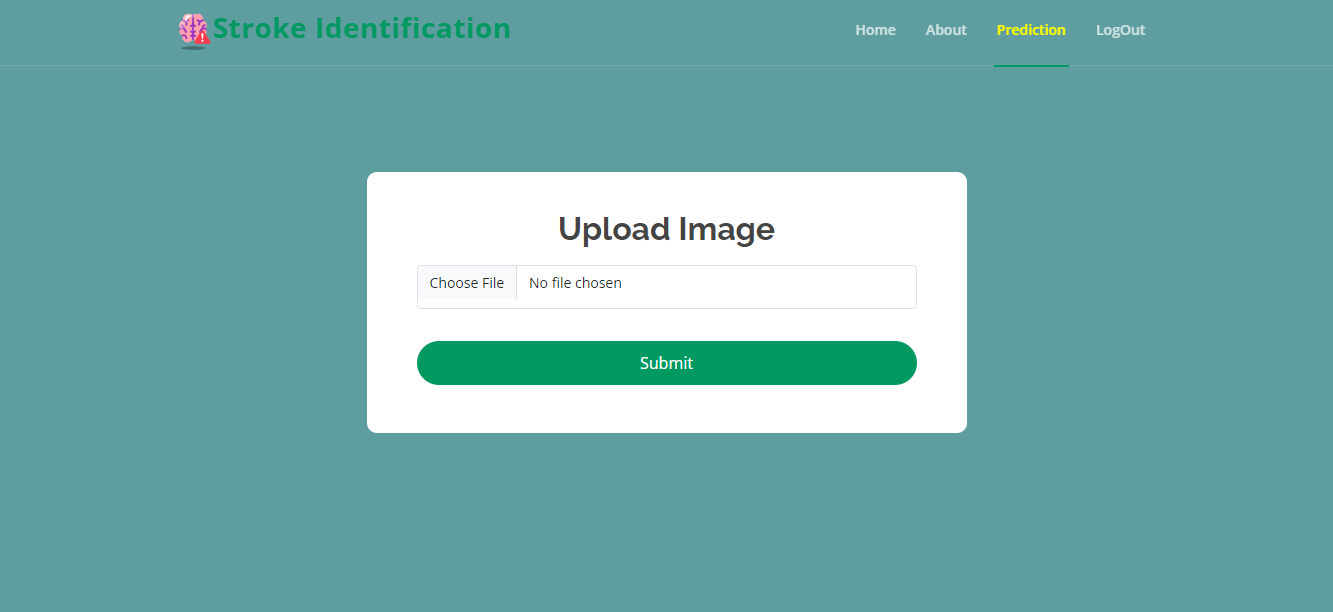 Stroke Identification
Home About Prediction LogOut
Upload Image
Choose File No file chosen
Submit